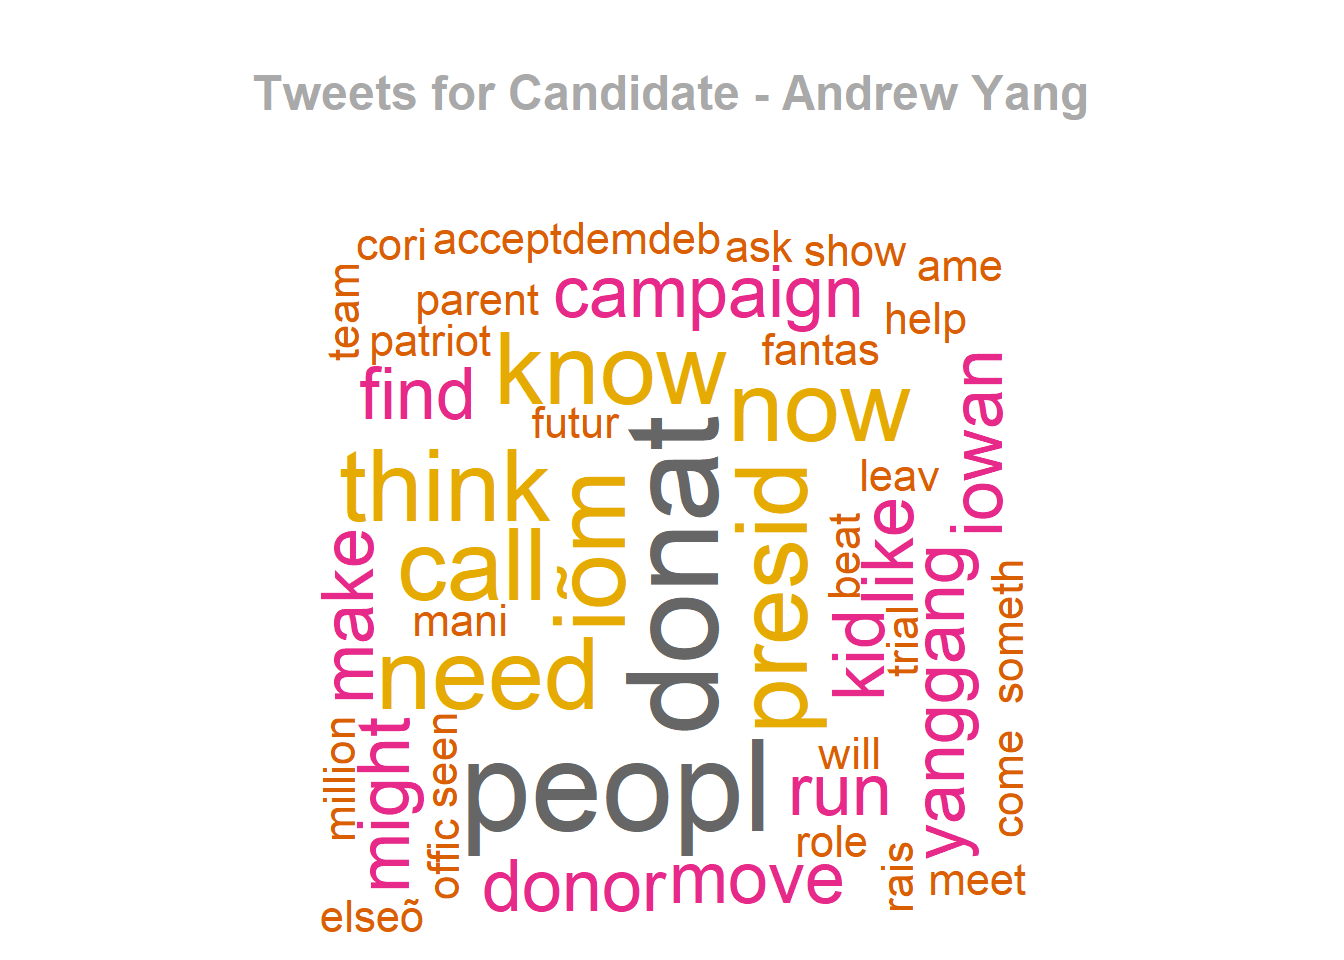 Tweets for Candidate - Andrew Yang
cori
acceptdemdeb
ask
show
ame
team
parent
campaign
help
patriot
know
fantas
find
now
iowan
futur
donat
think
iõm
presid
leav
call
beat
like
make
mani
kid
trial
yanggang
someth
need
million
might
seen
peopl
will
run
come
offic
role
rais
meet
donor
move
elseõ